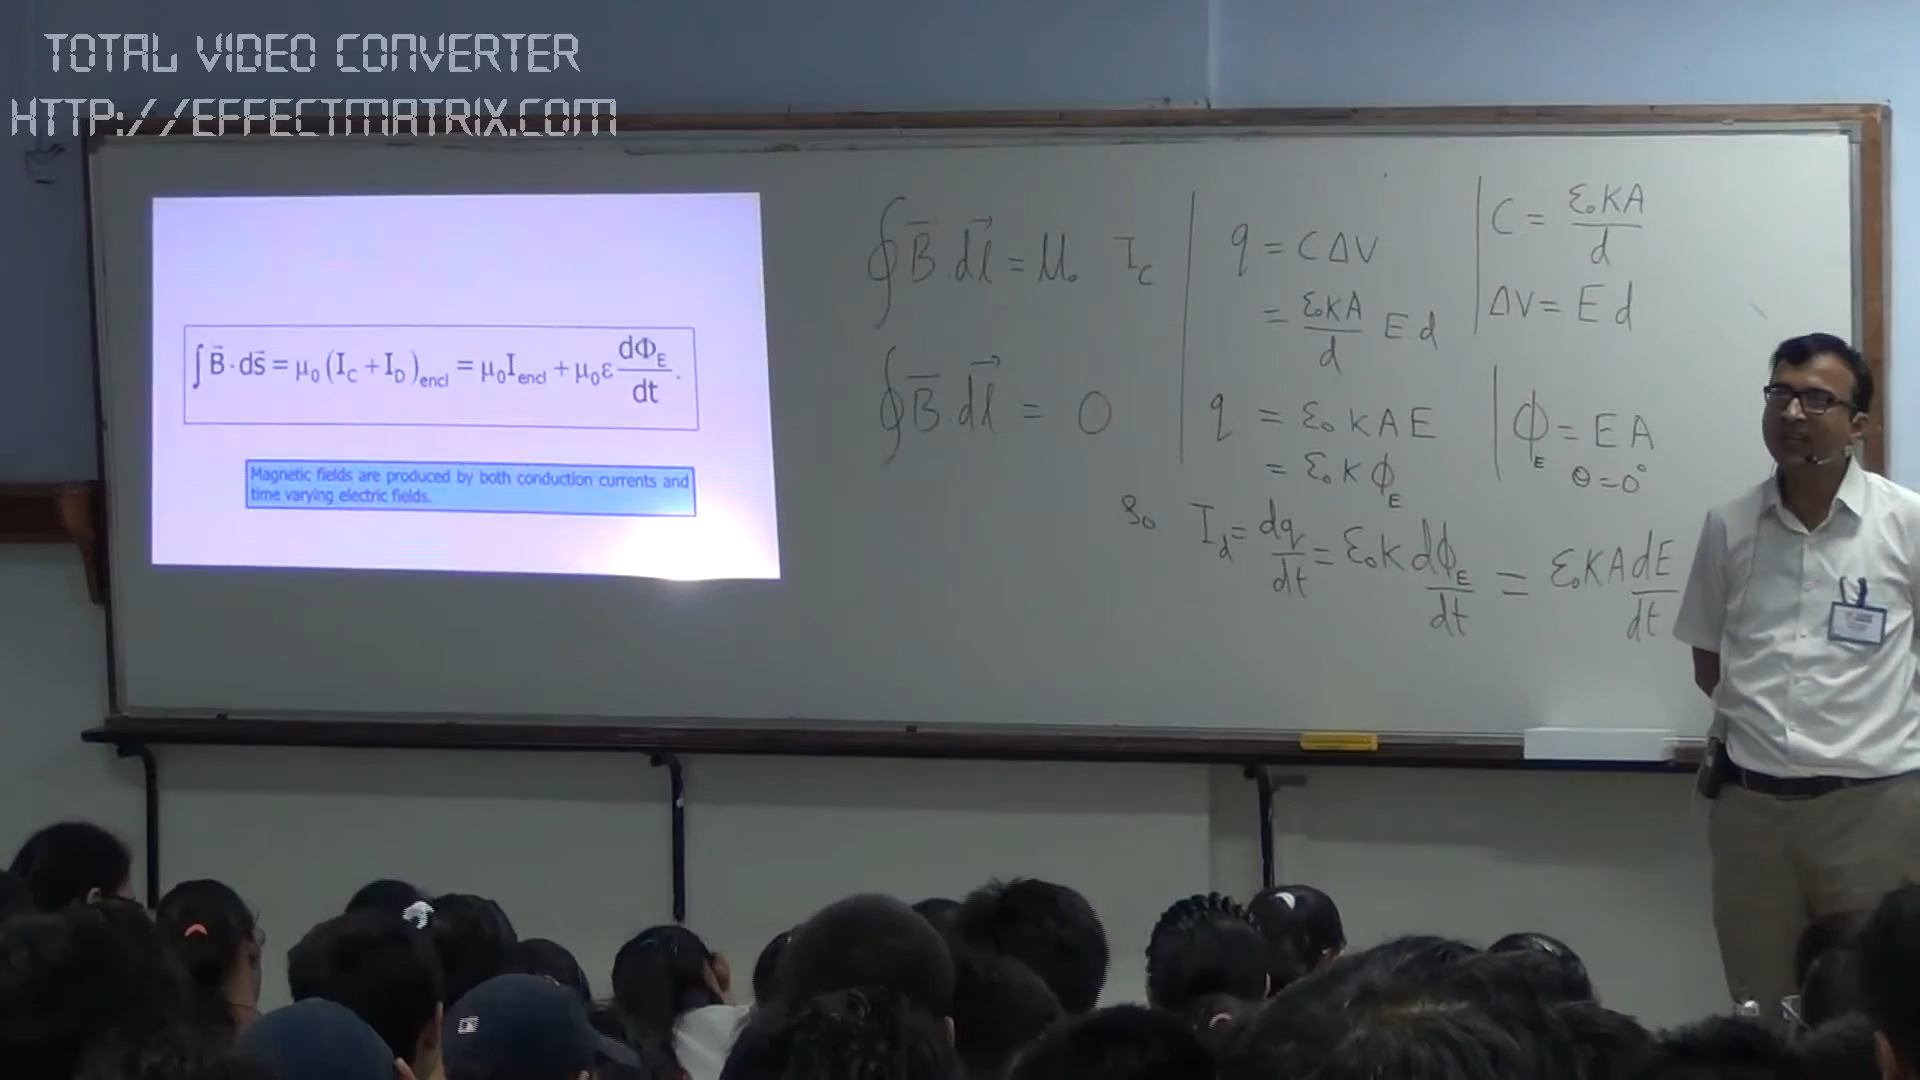 TOTAL VIDEO CONVERTER
HTTP://EFFECTMATRIX.COM
∫B⃗·ds⃗ = μ₀(I_C + I_D)_encl = μ₀I_encl + μ₀ε dΦ_E/dt.
Magnetic fields are produced by both conduction currents and
time varying electric fields.
∮B̅.dl⃗ = μ₀ I_C
∮B̅.dl⃗ = 0
q = CΔV
= ε₀KA/d Ed
q = ε₀KAE
= ε₀Kϕ_E
C = ε₀KA/d
ΔV = Ed
ϕ_E = EA
θ=0°
So I_d = dq/dt = ε₀K dϕ_E/dt = ε₀KA dE/dt